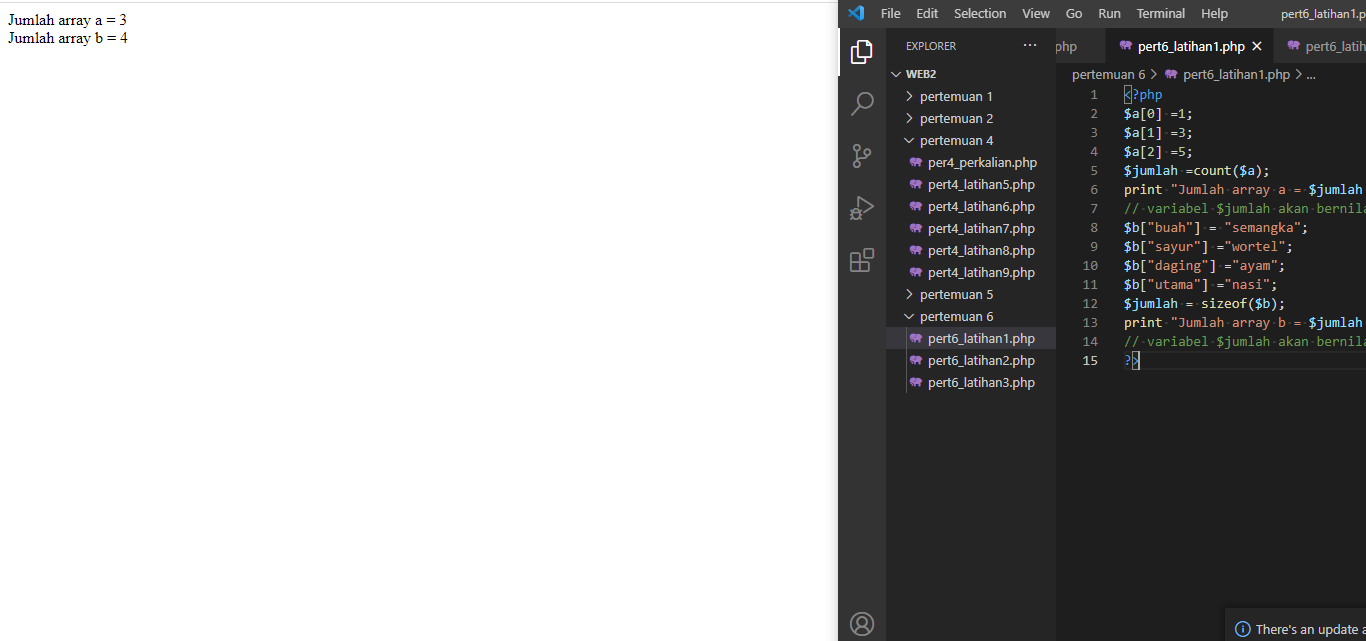 Jumlah array a = 3
Jumlah array b = 4
File Edit Selection View Go Run Terminal Help pert6_latihan1.p
EXPLORER ...
php pert6_latihan1.php pert6_latih
WEB2
pertemuan 1
pertemuan 2
pertemuan 4
per4_perkalian.php
pert4_latihan5.php
pert4_latihan6.php
pert4_latihan7.php
pert4_latihan8.php
pert4_latihan9.php
pertemuan 5
pertemuan 6
pert6_latihan1.php
pert6_latihan2.php
pert6_latihan3.php
pertemuan 6 > pert6_latihan1.php > ...
1 <?php
2 $a[0] =1;
3 $a[1] =3;
4 $a[2] =5;
5 $jumlah =count($a);
6 print "Jumlah array a = $jumlah
7 // variabel $jumlah akan bernila
8 $b["buah"] = "semangka";
9 $b["sayur"] ="wortel";
10 $b["daging"] ="ayam";
11 $b["utama"] ="nasi";
12 $jumlah = sizeof($b);
13 print "Jumlah array b = $jumlah
14 // variabel $jumlah akan bernila
15 ?>
There's an update a